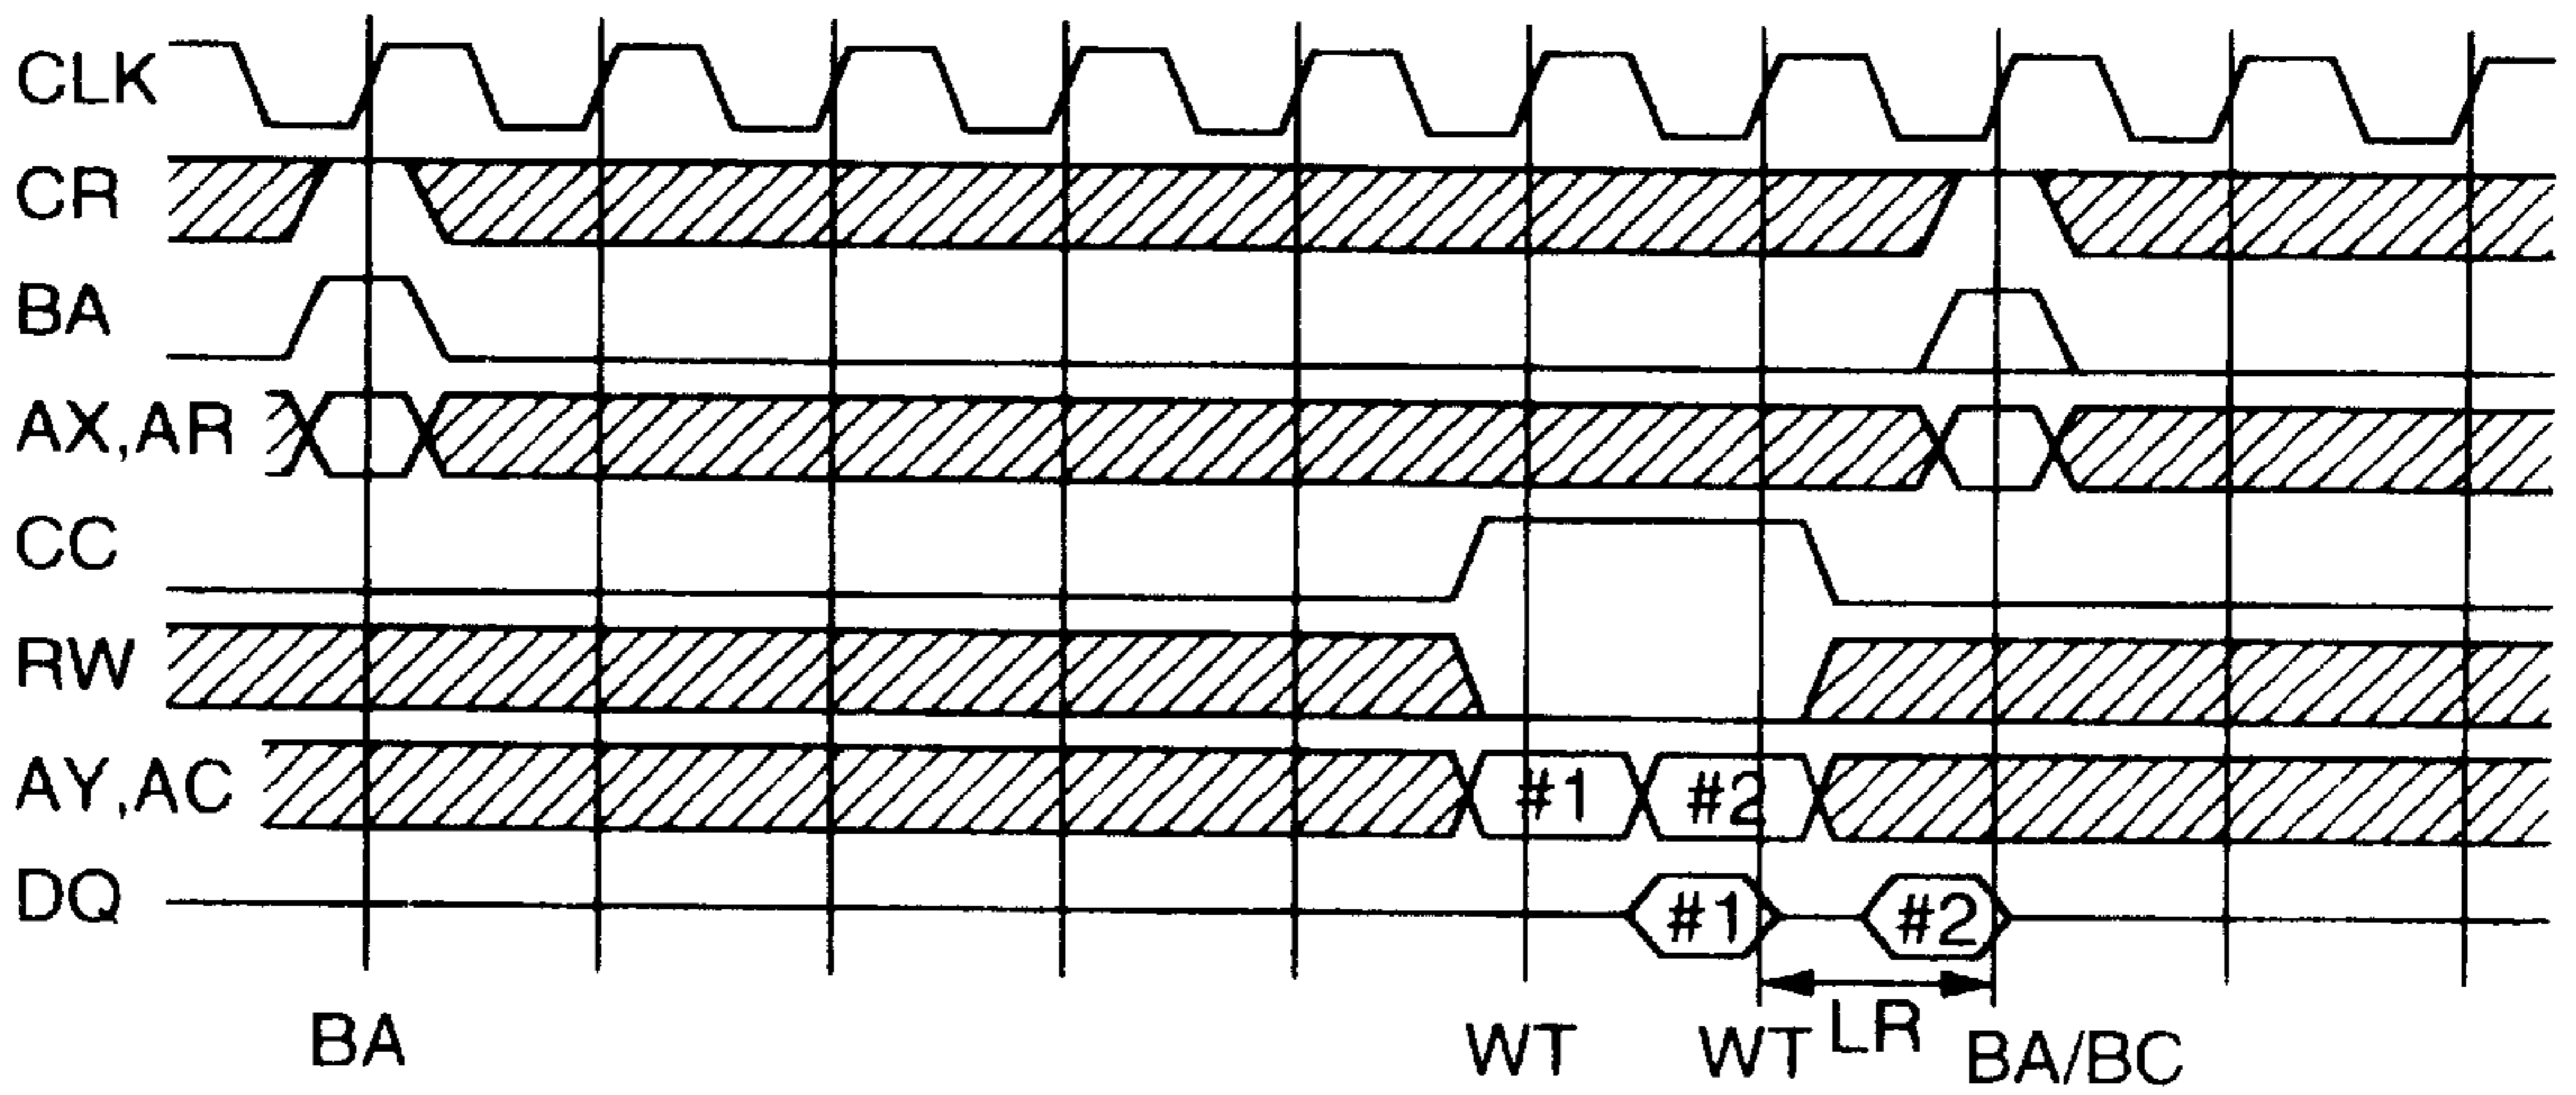 CLK
CR
BA
AX,AR
CC
RW
AY,AC #1 #2
DQ #1 #2
BA WT WT LR BA/BC